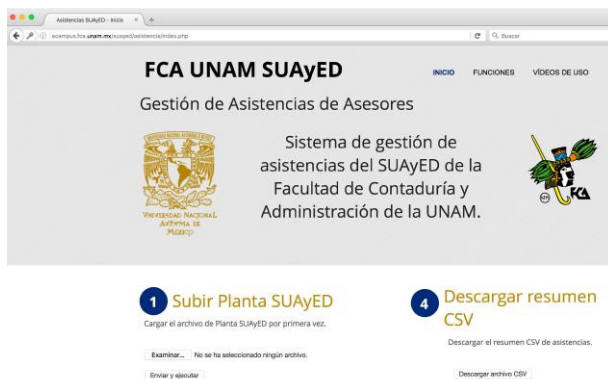 Asistencias SUAyED - Inicio
ecampus.fca.unam.mx/suayed/asistencia/index.php
Buscar
FCA UNAM SUAyED
INICIO FUNCIONES VÍDEOS DE USO
Gestión de Asistencias de Asesores
Sistema de gestión de
asistencias del SUAyED de la
Facultad de Contaduría y
Administración de la UNAM.
VNIVERSIDAD NACIONAL
AVTƝNMA DE
MEXICO
FCA
1 Subir Planta SUAyED
Cargar el archivo de Planta SUAyED por primera vez.
Examinar... No se ha seleccionado ningún archivo.
Enviar y ejecutar
4 Descargar resumen
CSV
Descargar el resumen CSV de asistencias.
Descargar archivo CSV